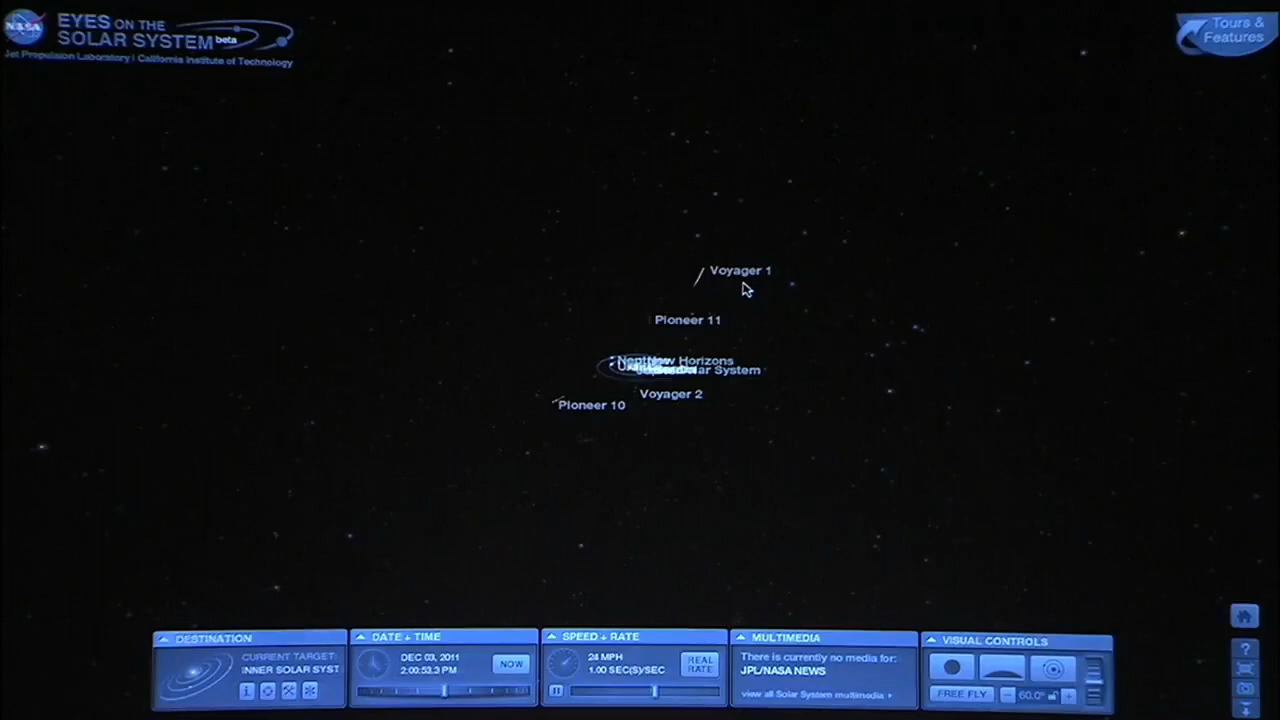 NASA
EYES ON THE
SOLAR SYSTEM beta
Jet Propulsion Laboratory | California Institute of Technology
Tours &
Features
Voyager 1
Pioneer 11
New Horizons
Solar System
Voyager 2
Pioneer 10
DESTINATION
CURRENT TARGET:
INNER SOLAR SYST
DATE + TIME
DEC 03, 2011
2:00:53.3 PM
NOW
SPEED + RATE
24 MPH
1.00 SEC(S)/SEC
REAL
RATE
MULTIMEDIA
There is currently no media for:
JPL/NASA NEWS
view all Solar System multimedia
VISUAL CONTROLS
FREE FLY
60.0°
?